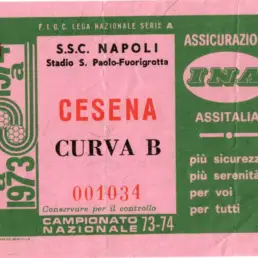 F.I.G.C. LEGA NAZIONALE SERIE A
S.S.C. NAPOLI
Stadio S. Paolo-Fuorigrotta
CESENA
CURVA B
001034
Conservare per il controllo
CAMPIONATO
NAZIONALE 73-74
1973
1974
ASSICURAZIO
INA
ASSITALIA
più sicurezz
più serenità
per voi
per tutti